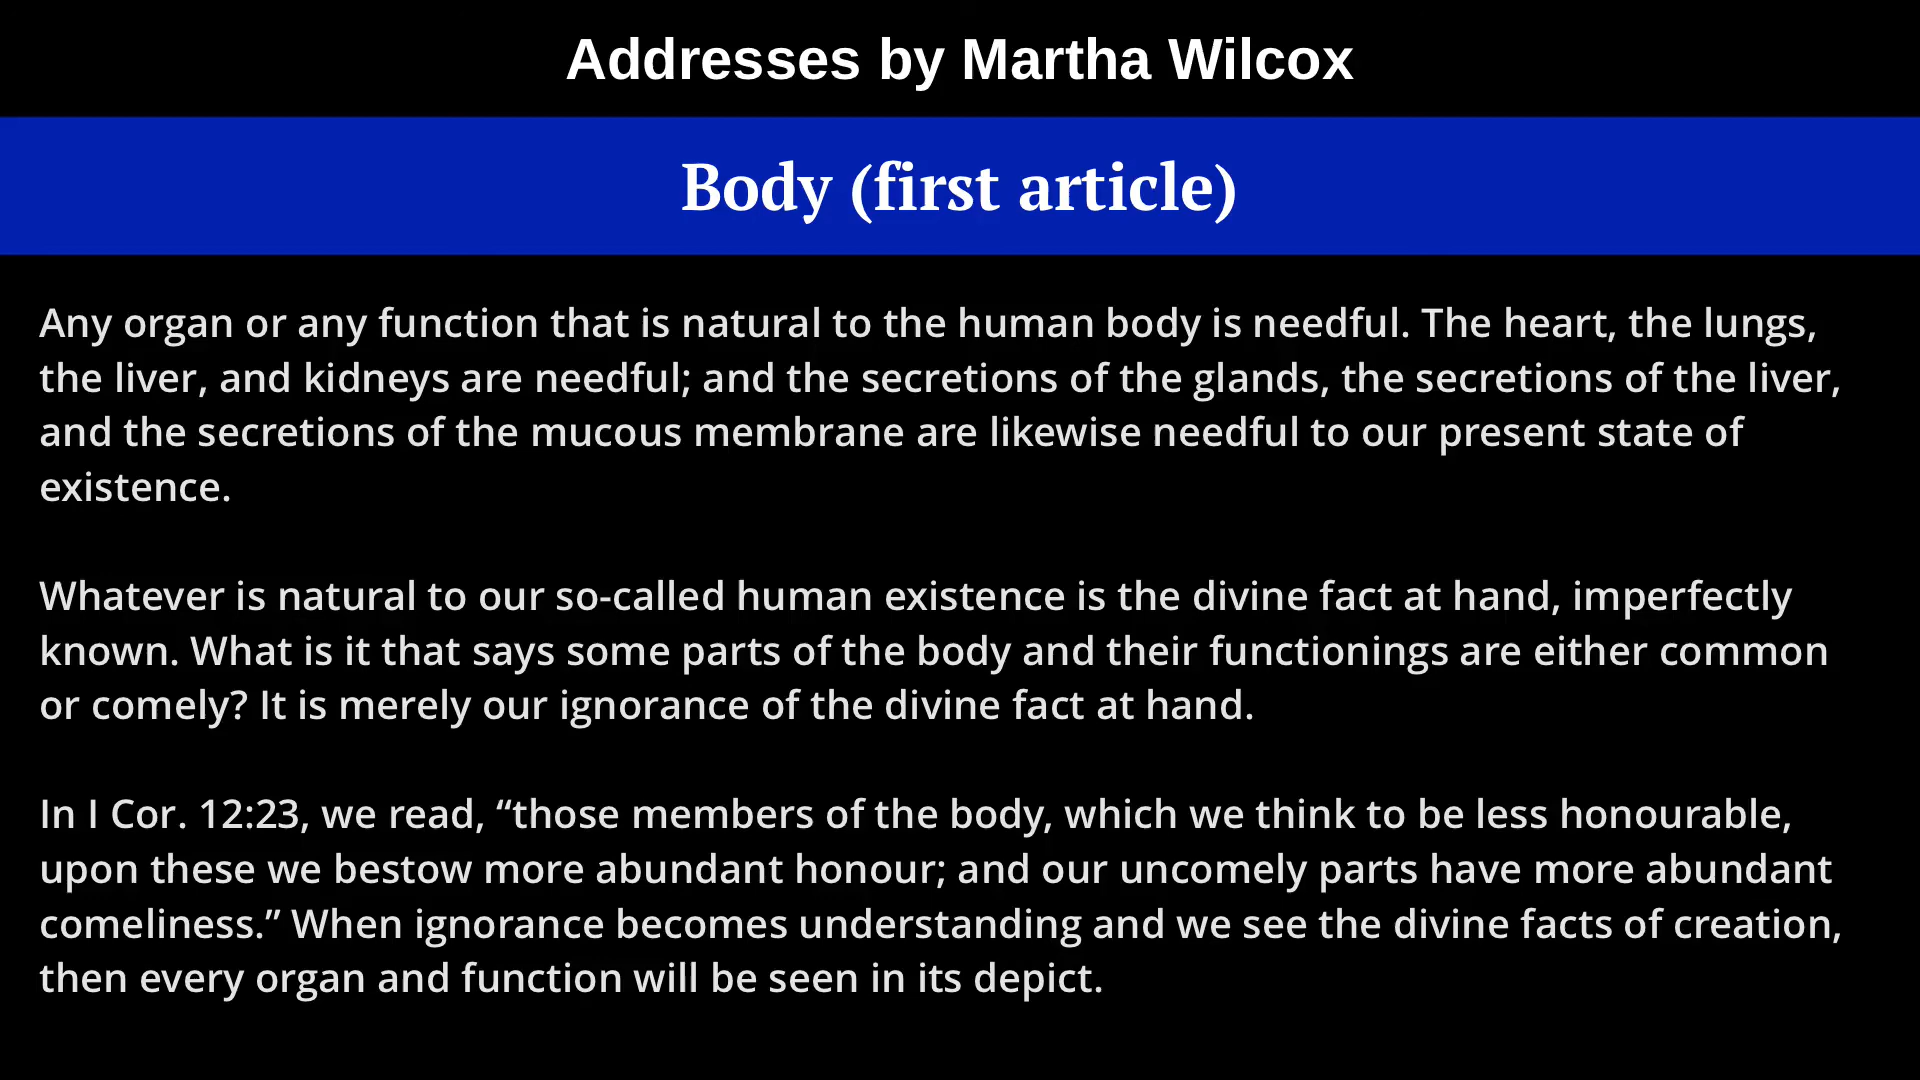 Addresses by Martha Wilcox
Body (first article)
Any organ or any function that is natural to the human body is needful. The heart, the lungs,
the liver, and kidneys are needful; and the secretions of the glands, the secretions of the liver,
and the secretions of the mucous membrane are likewise needful to our present state of
existence.
Whatever is natural to our so-called human existence is the divine fact at hand, imperfectly
known. What is it that says some parts of the body and their functionings are either common
or comely? It is merely our ignorance of the divine fact at hand.
In I Cor. 12:23, we read, “those members of the body, which we think to be less honourable,
upon these we bestow more abundant honour; and our uncomely parts have more abundant
comeliness.” When ignorance becomes understanding and we see the divine facts of creation,
then every organ and function will be seen in its depict.